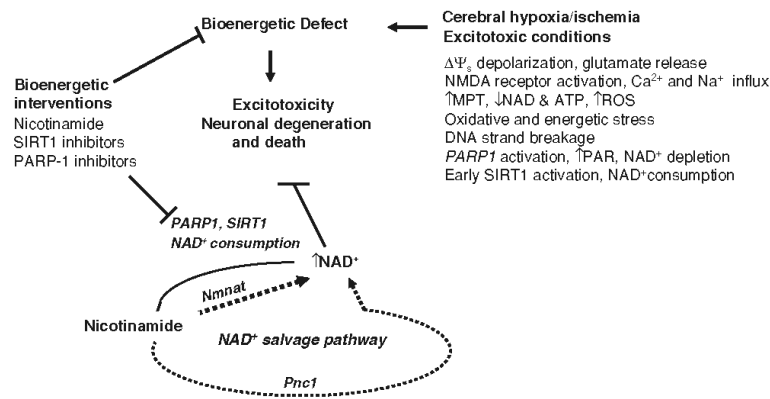 Bioenergetic Defect
Cerebral hypoxia/ischemia
Excitotoxic conditions
ΔΨs depolarization, glutamate release
NMDA receptor activation, Ca²⁺ and Na⁺ influx
↑MPT, ↓NAD & ATP, ↑ROS
Oxidative and energetic stress
DNA strand breakage
PARP1 activation, ↑PAR, NAD⁺ depletion
Early SIRT1 activation, NAD⁺consumption
Bioenergetic
interventions
Nicotinamide
SIRT1 inhibitors
PARP-1 inhibitors
Excitotoxicity
Neuronal degeneration
and death
PARP1, SIRT1
NAD⁺ consumption
↑NAD⁺
Nmnat
Nicotinamide
NAD⁺ salvage pathway
Pnc1